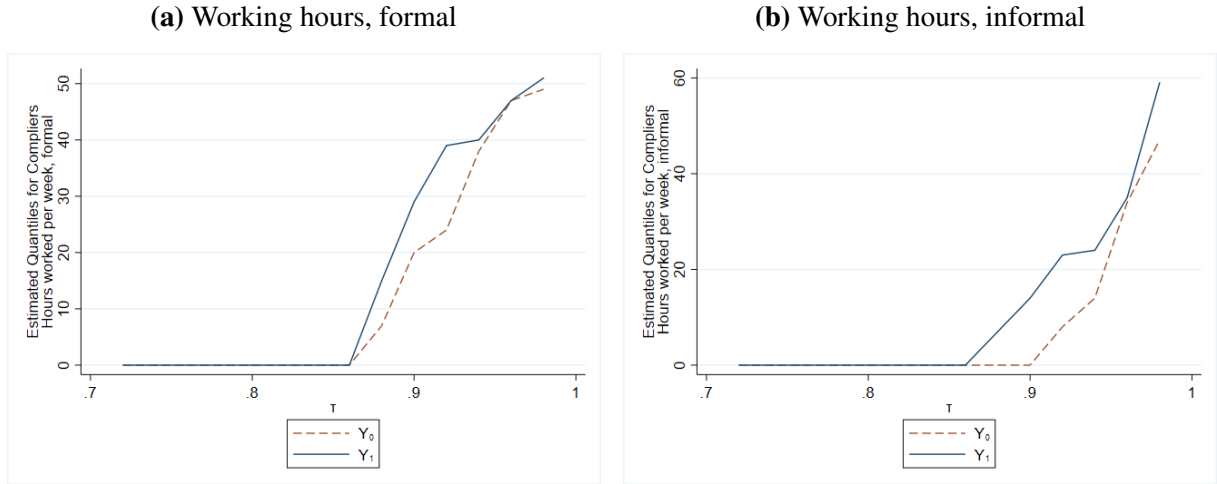 (a) Working hours, formal
(b) Working hours, informal
Estimated Quantiles for Compliers
Hours worked per week, formal
50
40
30
20
10
0
.7
.8
.9
1
τ
Y₀
Y₁
Estimated Quantiles for Compliers
Hours worked per week, informal
60
40
20
0
.7
.8
.9
1
τ
Y₀
Y₁